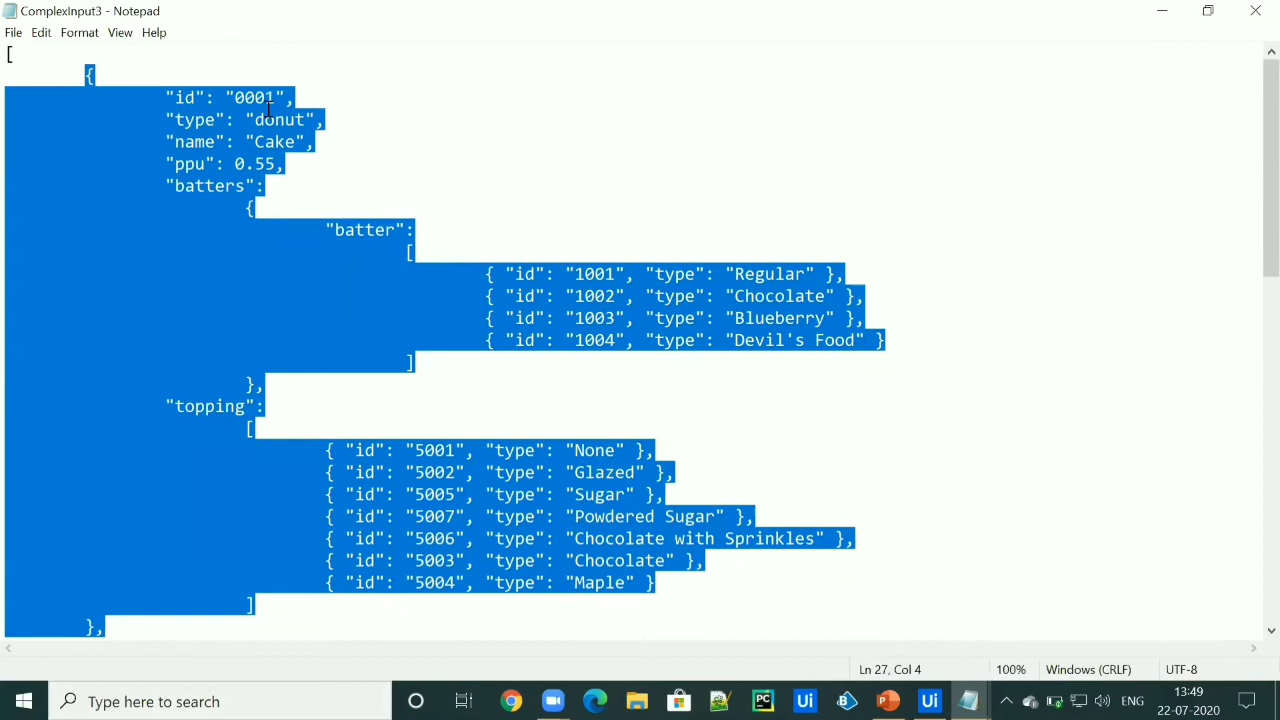 ComplexInput3 - Notepad
File Edit Format View Help
[
{
"id": "0001",
"type": "donut",
"name": "Cake",
"ppu": 0.55,
"batters":
{
"batter":
[
{ "id": "1001", "type": "Regular" },
{ "id": "1002", "type": "Chocolate" },
{ "id": "1003", "type": "Blueberry" },
{ "id": "1004", "type": "Devil's Food" }
]
},
"topping":
[
{ "id": "5001", "type": "None" },
{ "id": "5002", "type": "Glazed" },
{ "id": "5005", "type": "Sugar" },
{ "id": "5007", "type": "Powdered Sugar" },
{ "id": "5006", "type": "Chocolate with Sprinkles" },
{ "id": "5003", "type": "Chocolate" },
{ "id": "5004", "type": "Maple" }
]
},
Ln 27, Col 4 100% Windows (CRLF) UTF-8
Type here to search PC Ui Ui ENG 13:49
22-07-2020